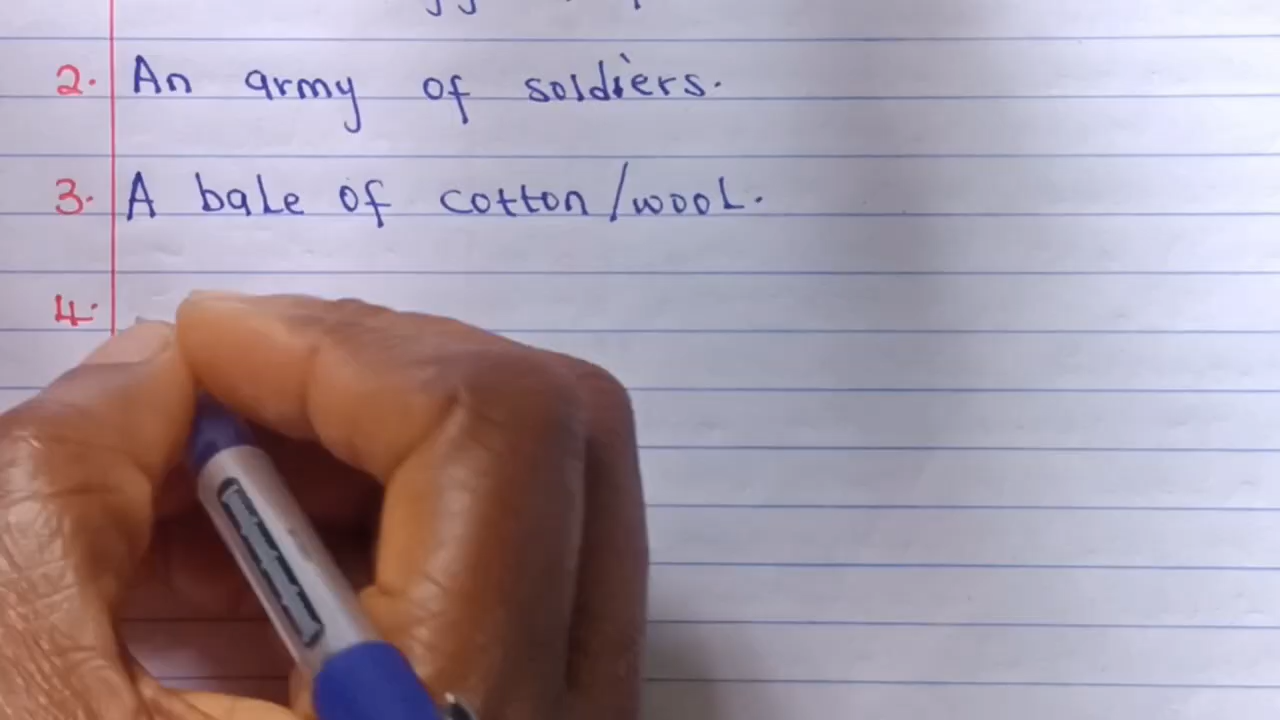 2. An army of soldiers.
3. A bale of cotton/wool.
4.